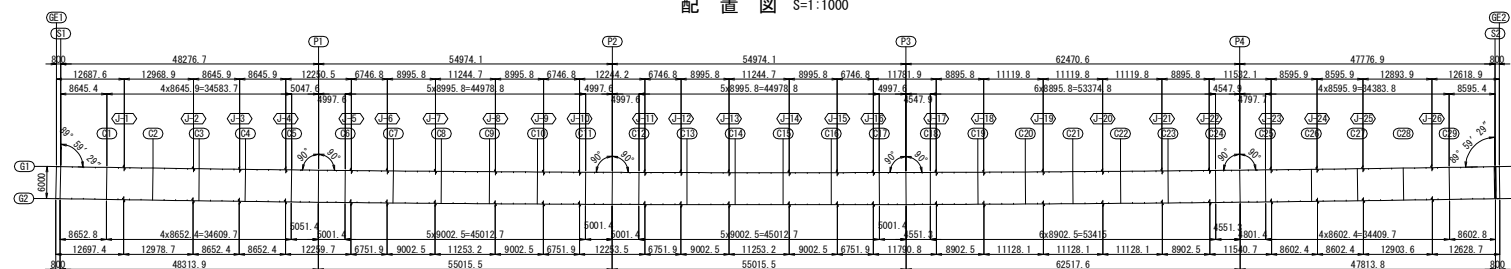 配 置 図 S=1:1000
GE1 GE2
S1 P1 P2 P3 P4 S2
800 48276.7 54974.1 54974.1 62470.6 47776.9 800
12687.6 12968.9 8645.9 8645.9 12250.5 6746.8 8995.8 11244.7 8995.8 6746.8 12244.2 6746.8 8995.8 11244.7 8995.8 6746.8 11781.9 8895.8 11119.8 11119.8 11119.8 8895.8 11532.1 8595.9 8595.9 12893.9 12618.9
8645.4 4x8645.9=34583.7 5047.6 4997.6 5x8995.8=44978.8 4997.6 4997.6 5x8995.8=44978.8 4997.6 4547.9 6x8895.8=53374.8 4547.9 4797.7 4x8595.9=34383.8 8595.4
J-1 J-2 J-3 J-4 J-5 J-6 J-7 J-8 J-9 J-10 J-11 J-12 J-13 J-14 J-15 J-16 J-17 J-18 J-19 J-20 J-21 J-22 J-23 J-24 J-25 J-26
C1 C2 C3 C4 C5 C6 C7 C8 C9 C10 C11 C12 C13 C14 C15 C16 C17 C18 C19 C20 C21 C22 C23 C24 C25 C26 C27 C28 C29
89° 59' 29" 90° 90° 90° 90° 90° 90° 90° 90° 89° 59' 29"
G1
6000
G2
8652.8 4x8652.4=34609.7 5051.4 5001.4 5x9002.5=45012.7 5001.4 5001.4 5x9002.5=45012.7 5001.4 4551.3 6x8902.5=53415 4551.3 4801.4 4x8602.4=34409.7 8602.8
12697.4 12978.7 8652.4 8652.4 12259.7 6751.9 9002.5 11253.2 9002.5 6751.9 12253.5 6751.9 9002.5 11253.2 9002.5 6751.9 11790.8 8902.5 11128.1 11128.1 11128.1 8902.5 11540.7 8602.4 8602.4 12903.6 12628.7
800 48313.9 55015.5 55015.5 62517.6 47813.8 800